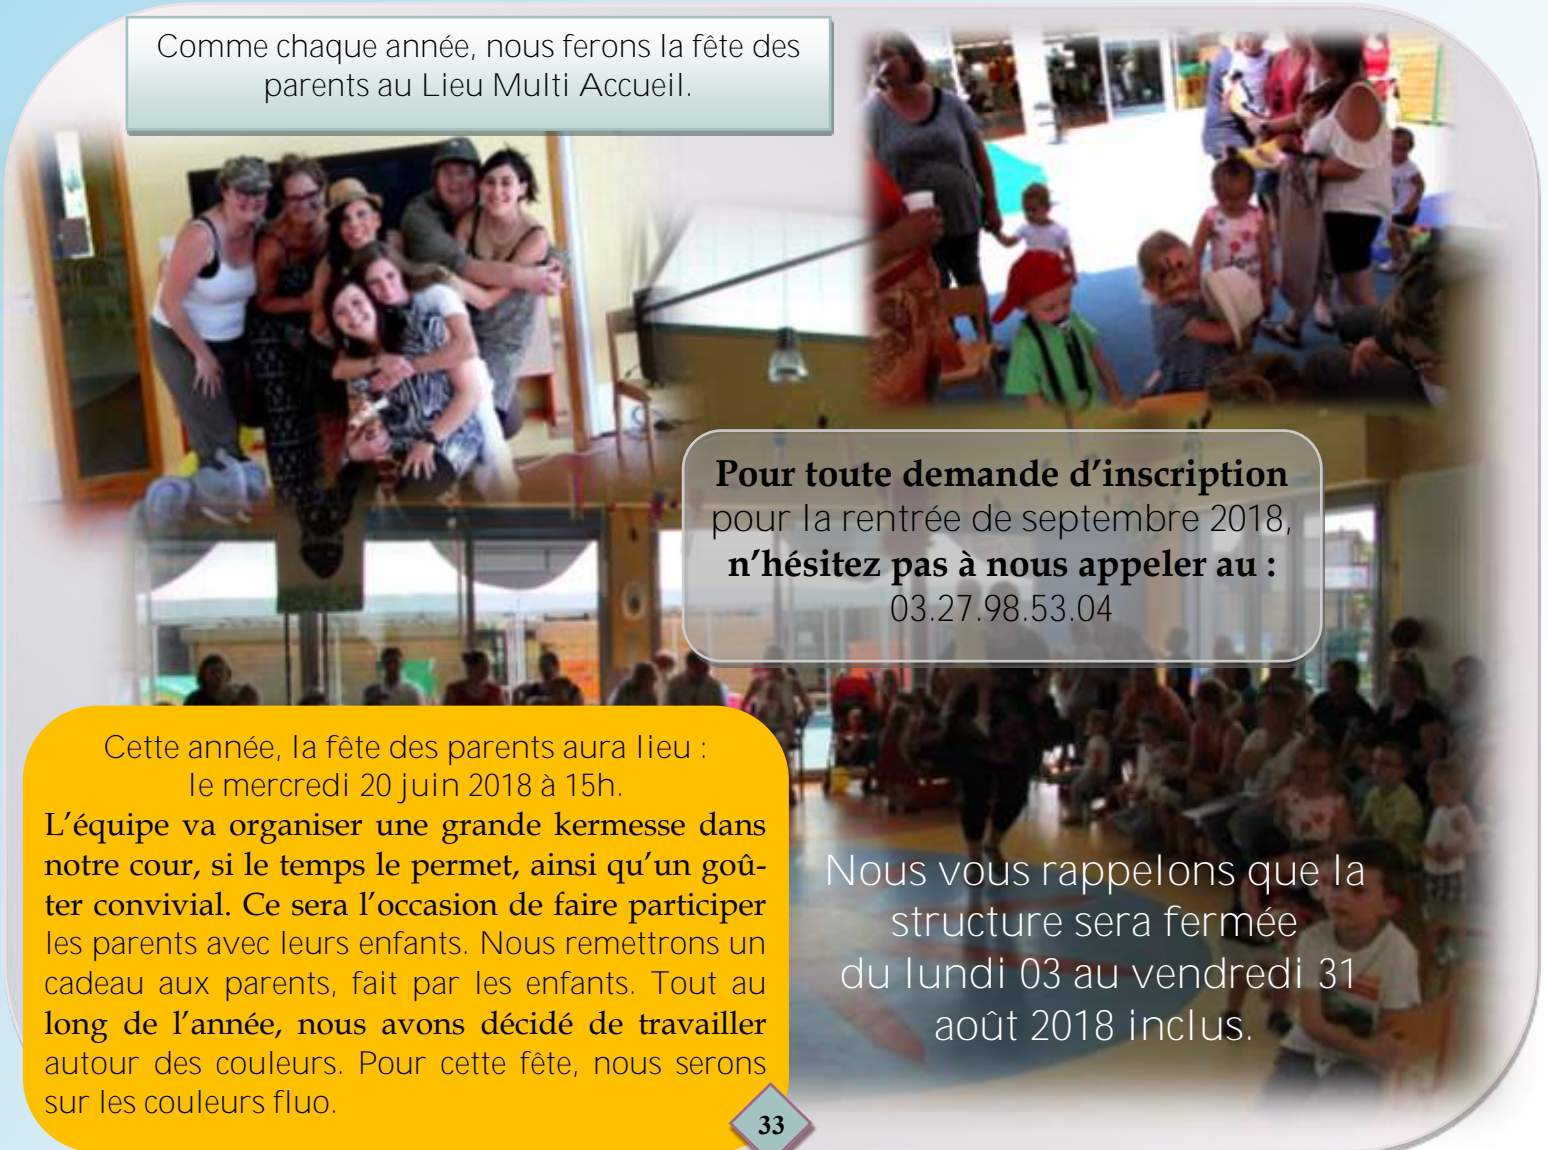 Comme chaque année, nous ferons la fête des
parents au Lieu Multi Accueil.
Pour toute demande d’inscription
pour la rentrée de septembre 2018,
n’hésitez pas à nous appeler au :
03.27.98.53.04
Cette année, la fête des parents aura lieu :
le mercredi 20 juin 2018 à 15h.
L’équipe va organiser une grande kermesse dans
notre cour, si le temps le permet, ainsi qu’un goû-
ter convivial. Ce sera l’occasion de faire participer
les parents avec leurs enfants. Nous remettrons un
cadeau aux parents, fait par les enfants. Tout au
long de l’année, nous avons décidé de travailler
autour des couleurs. Pour cette fête, nous serons
sur les couleurs fluo.
Nous vous rappelons que la
structure sera fermée
du lundi 03 au vendredi 31
août 2018 inclus.
33